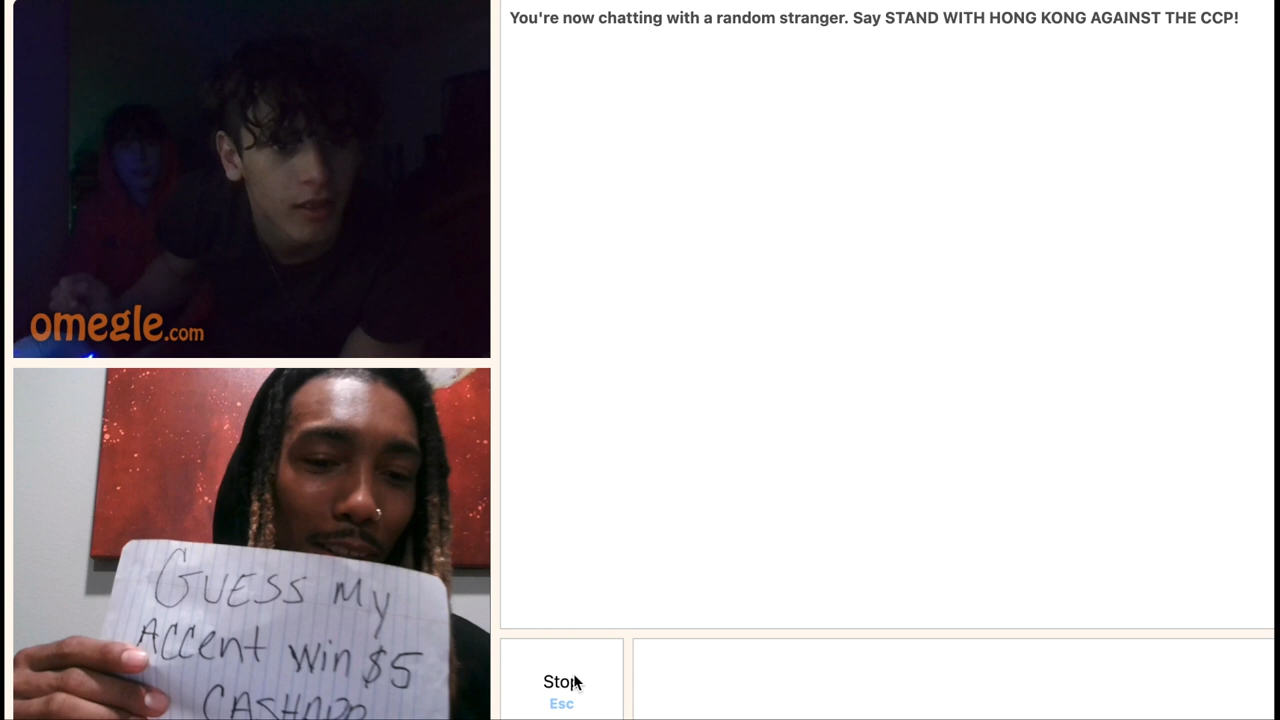 You're now chatting with a random stranger. Say STAND WITH HONG KONG AGAINST THE CCP!
omegle.com
GUESS My
Accent win $5
CASHAPP
Stop
Esc